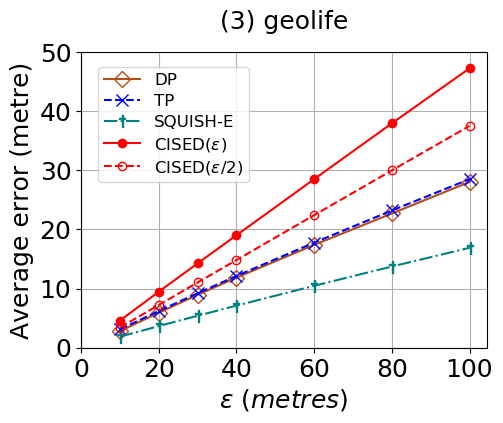 (3) geolife
Average error (metre)
50
40
30
20
10
0
DP
TP
SQUISH-E
CISED(ε)
CISED(ε/2)
0 20 40 60 80 100
ε (metres)